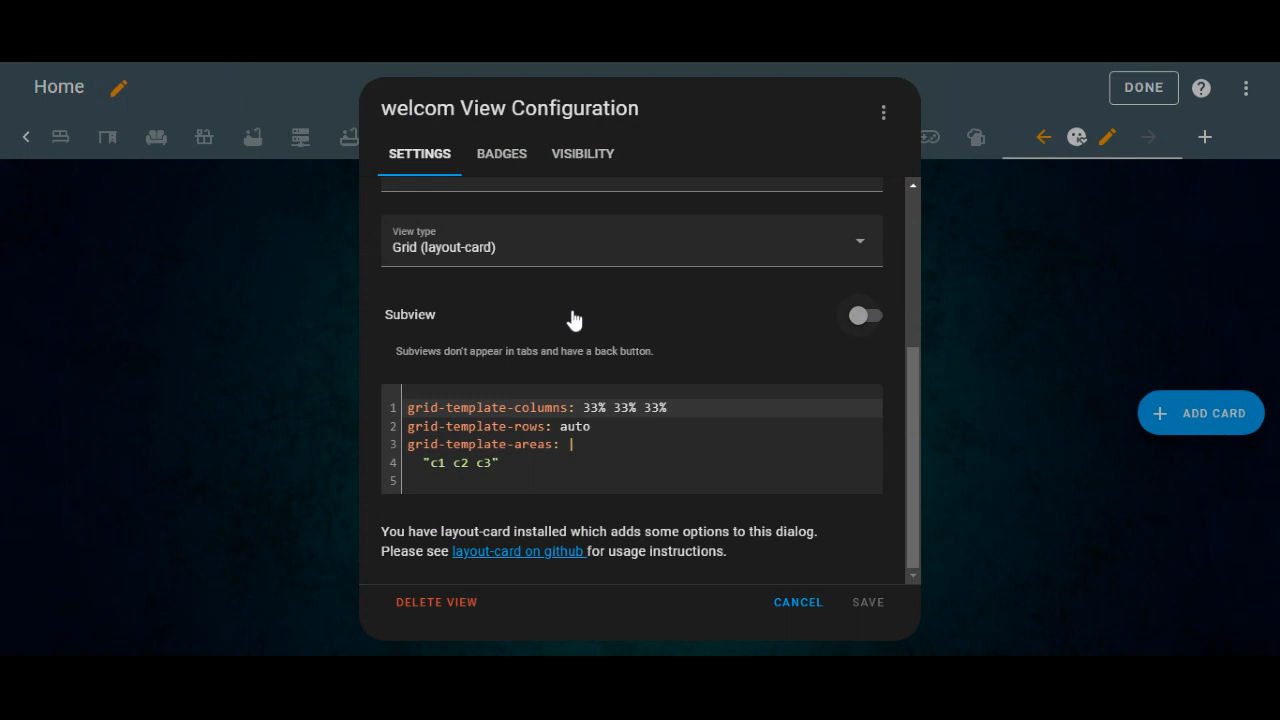 Home
DONE
welcom View Configuration
SETTINGS BADGES VISIBILITY
View type
Grid (layout-card)
Subview
Subviews don't appear in tabs and have a back button.
1 grid-template-columns: 33% 33% 33%
2 grid-template-rows: auto
3 grid-template-areas: |
4 "c1 c2 c3"
5
ADD CARD
You have layout-card installed which adds some options to this dialog.
Please see layout-card on github for usage instructions.
DELETE VIEW CANCEL SAVE